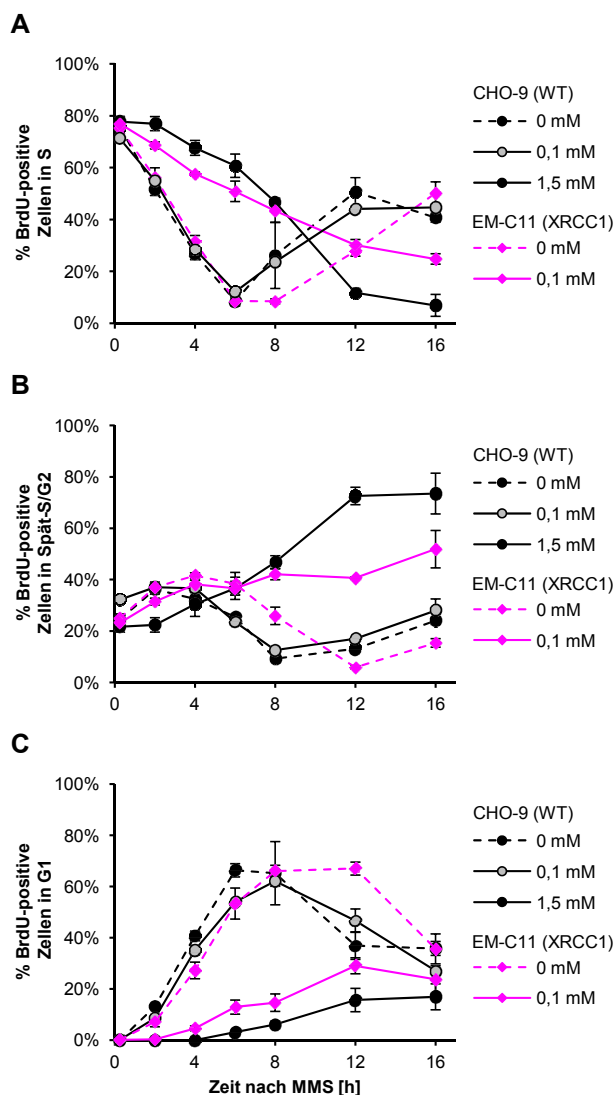 A
100%
80%
60%
40%
20%
0%
% BrdU-positive
Zellen in S
0 4 8 12 16
CHO-9 (WT)
0 mM
0,1 mM
1,5 mM
EM-C11 (XRCC1)
0 mM
0,1 mM
B
100%
80%
60%
40%
20%
0%
% BrdU-positive
Zellen in Spät-S/G2
0 4 8 12 16
CHO-9 (WT)
0 mM
0,1 mM
1,5 mM
EM-C11 (XRCC1)
0 mM
0,1 mM
C
100%
80%
60%
40%
20%
0%
% BrdU-positive
Zellen in G1
0 4 8 12 16
Zeit nach MMS [h]
CHO-9 (WT)
0 mM
0,1 mM
1,5 mM
EM-C11 (XRCC1)
0 mM
0,1 mM